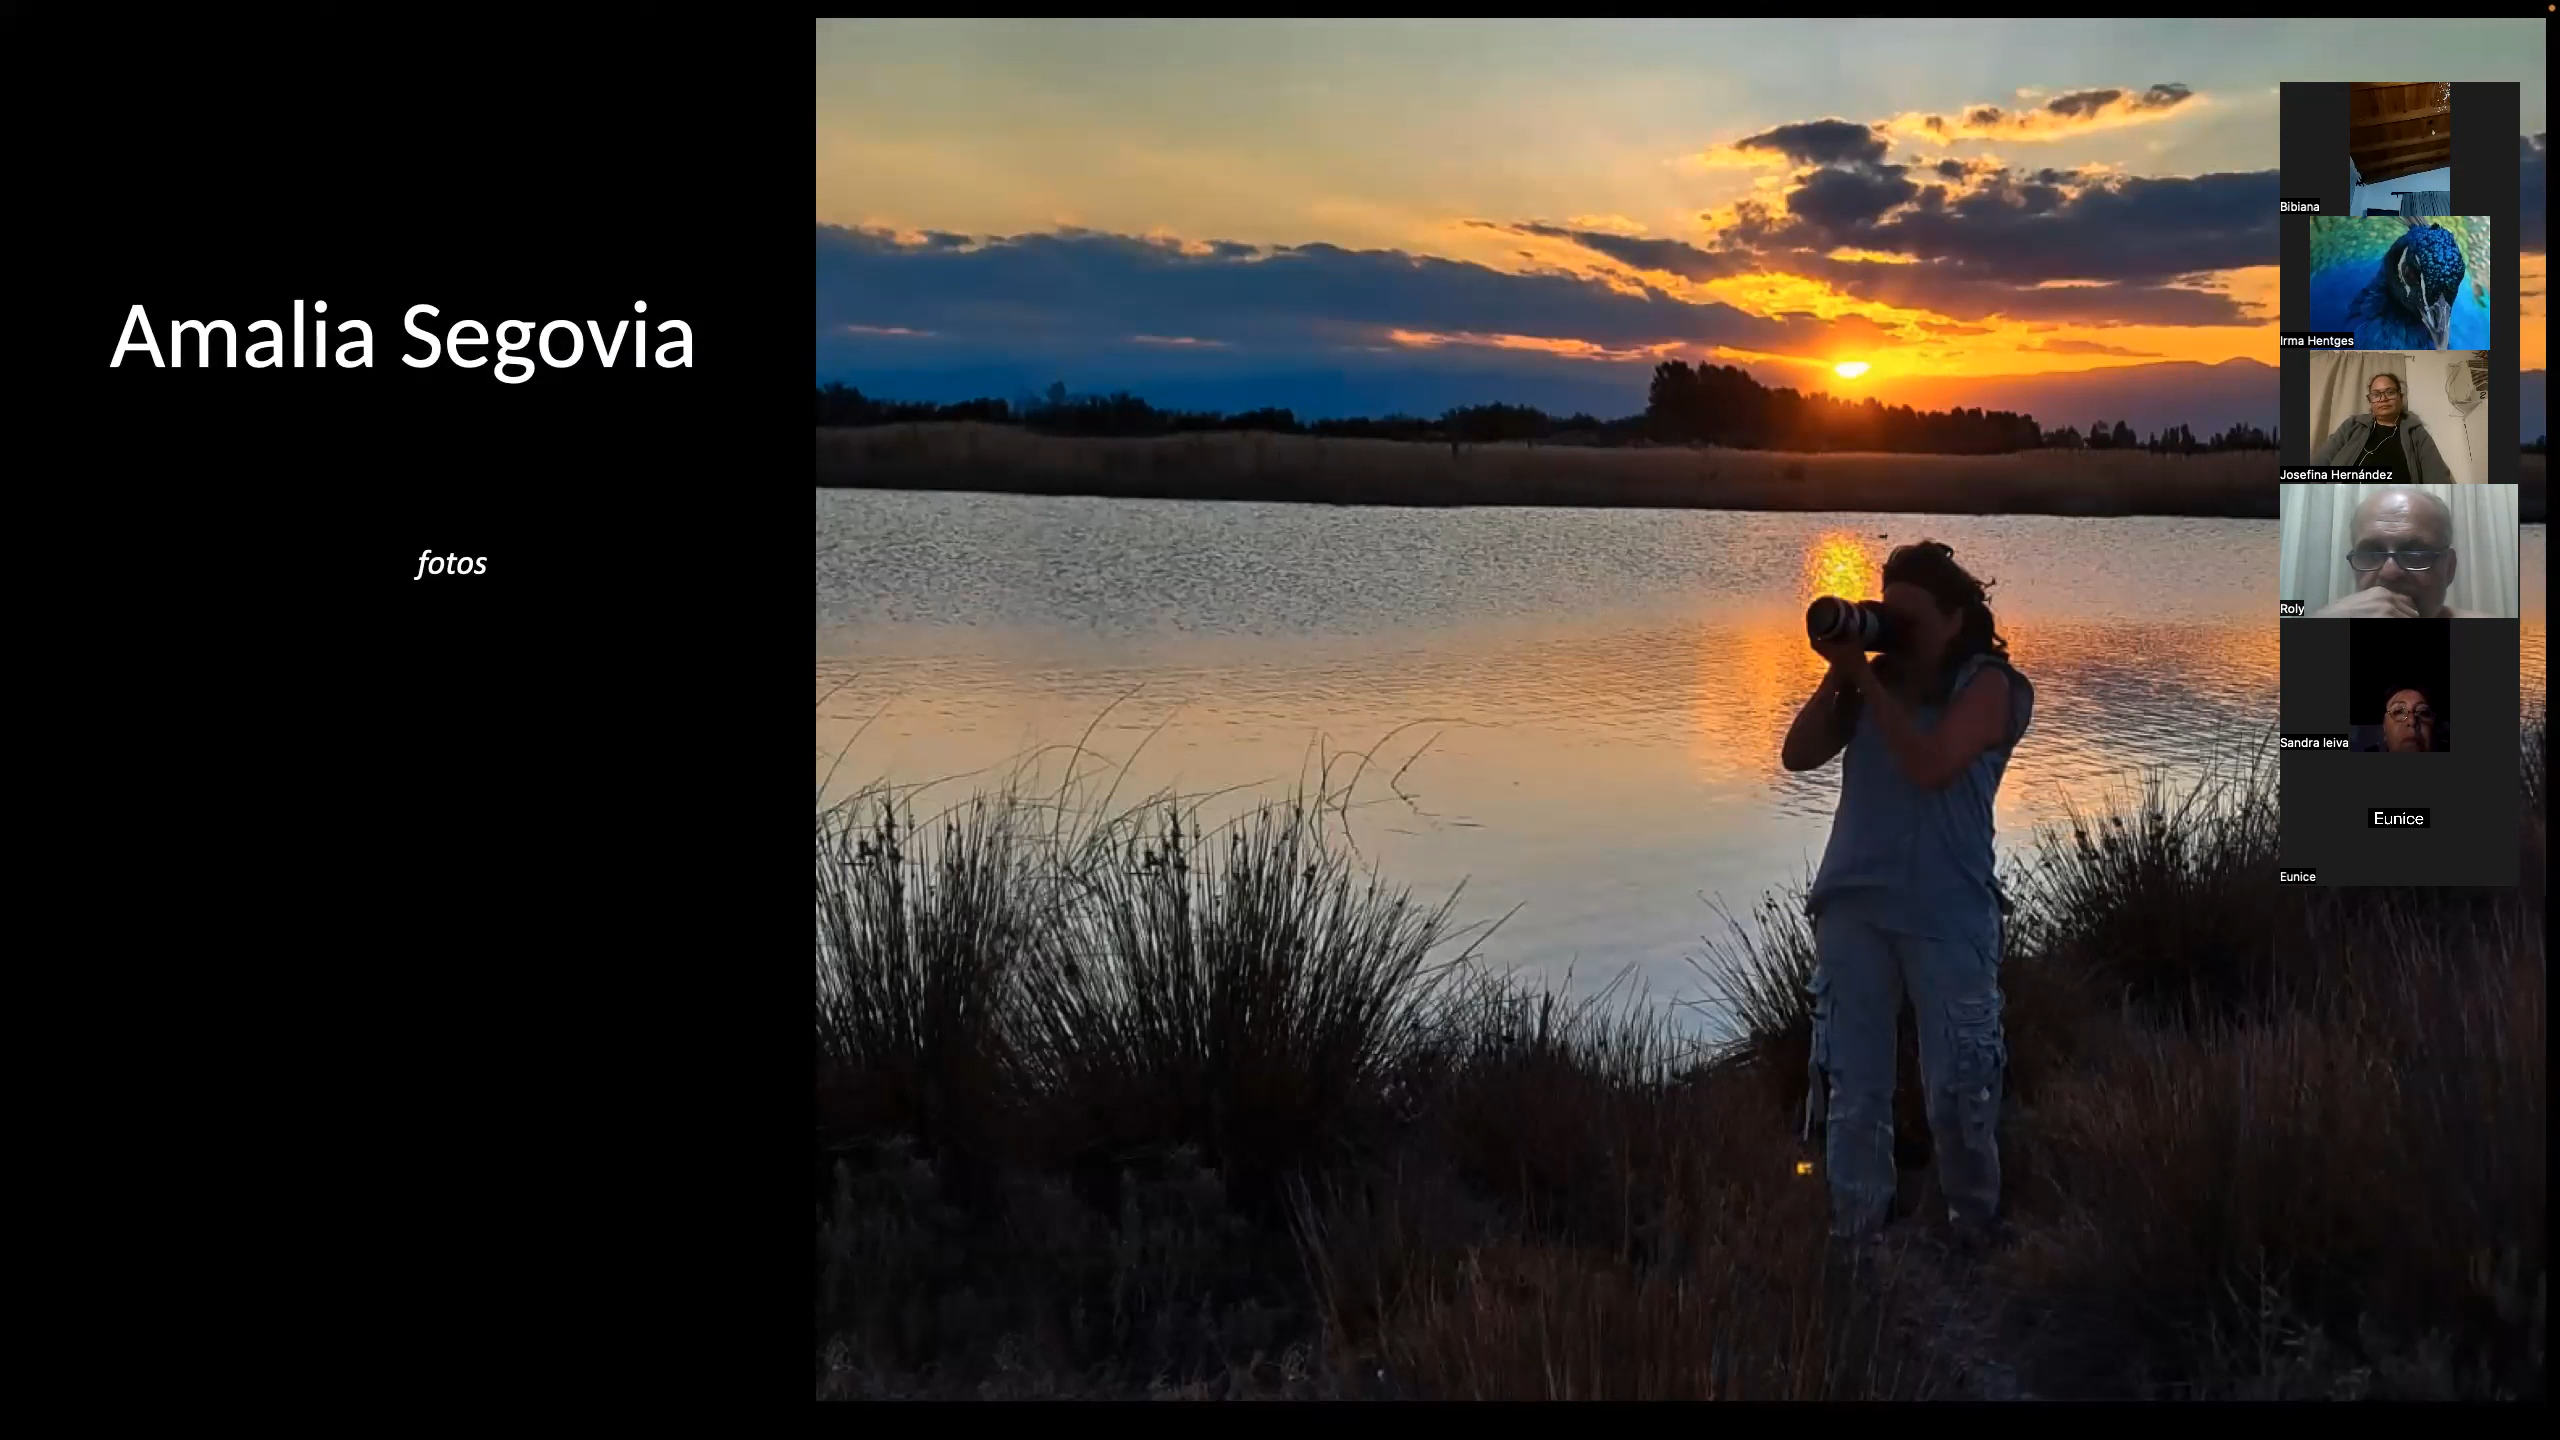 Amalia Segovia
fotos
Bibiana
Irma Hentges
Josefina Hernández
Roly
Sandra leiva
Eunice
Eunice